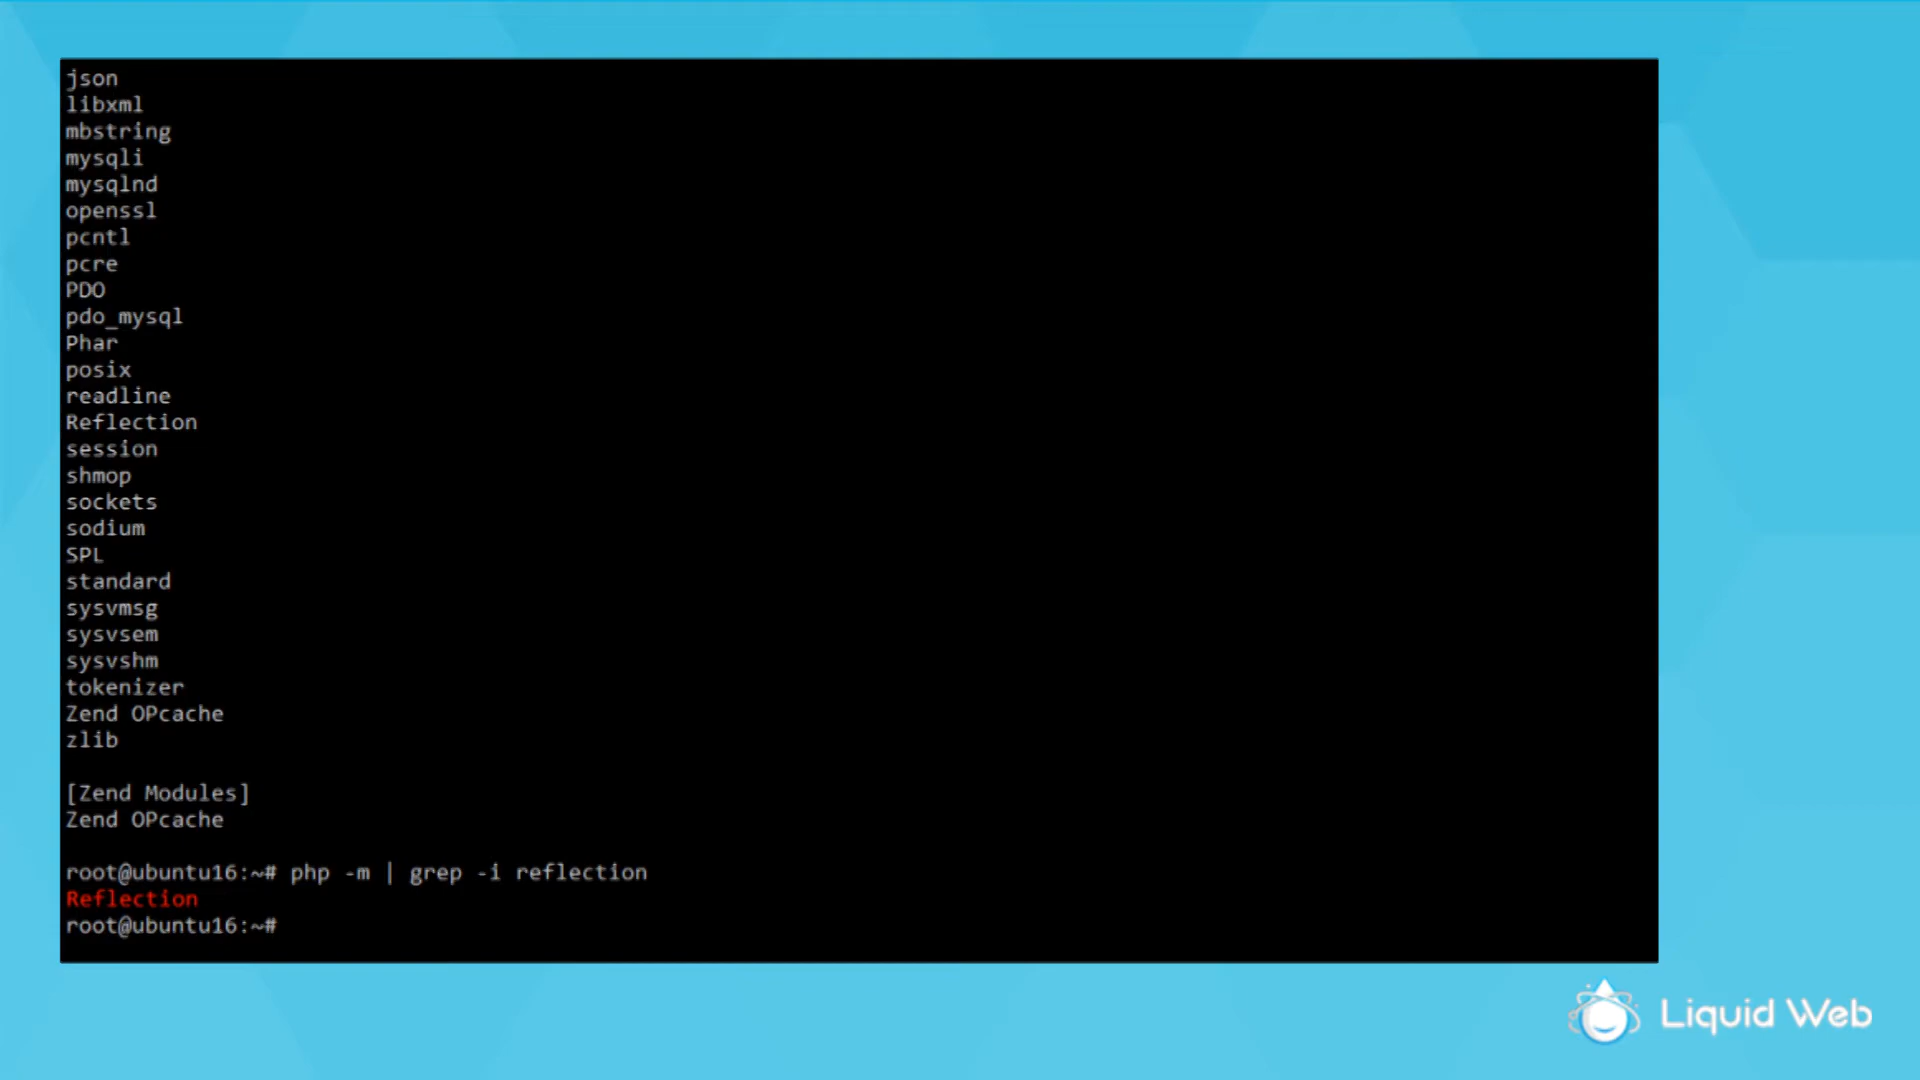 json
libxml
mbstring
mysqli
mysqlnd
openssl
pcntl
pcre
PDO
pdo_mysql
Phar
posix
readline
Reflection
session
shmop
sockets
sodium
SPL
standard
sysvmsg
sysvsem
sysvshm
tokenizer
Zend OPcache
zlib
[Zend Modules]
Zend OPcache
root@ubuntu16:~# php -m | grep -i reflection
Reflection
root@ubuntu16:~#
Liquid Web